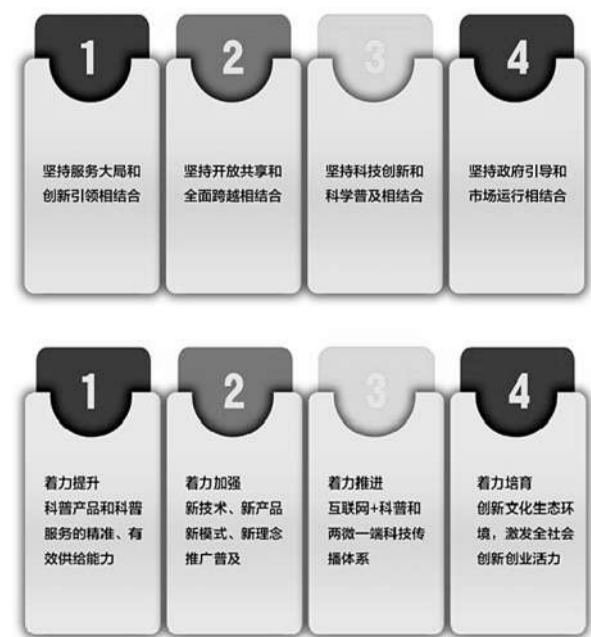 1
坚持服务大局和
创新引领相结合
2
坚持开放共享和
全面跨越相结合
3
坚持科技创新和
科学普及相结合
4
坚持政府引导和
市场运行相结合
1
着力提升
科普产品和科普
服务的精准、有
效供给能力
2
着力加强
新技术、新产品
新模式、新理念
推广普及
3
着力推进
互联网+科普和
两微一端科技传
播体系
4
着力培育
创新文化生态环
境，激发全社会
创新创业活力